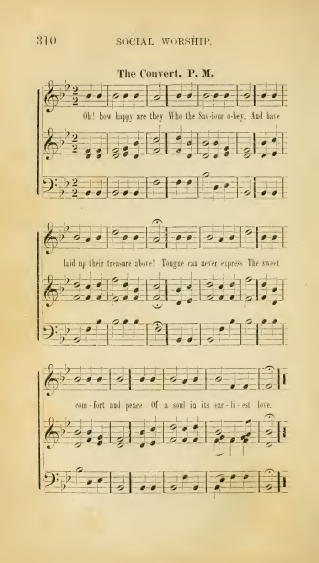 310
SOCIAL WORSHIP.
The Convert. P. M.
Oh! how happy are they Who the Sav-iour o-bey, And have
laid up their treasure above! Tongue can never express The sweet
com-fort and peace Of a soul in its ear-li-est love.